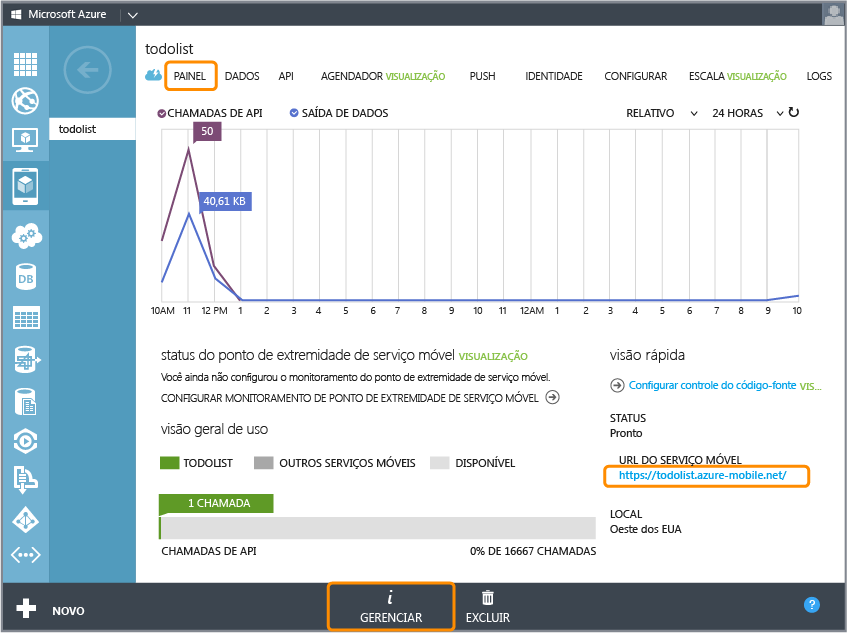 Microsoft Azure
todolist
todolist
PAINEL DADOS API AGENDADOR VISUALIZAÇÃO PUSH IDENTIDADE CONFIGURAR ESCALA VISUALIZAÇÃO LOGS
CHAMADAS DE API SAÍDA DE DADOS RELATIVO 24 HORAS
50
40,61 KB
10AM 11 12 PM 1 2 3 4 5 6 7 8 9 10 11 12AM 1 2 3 4 5 6 7 8 9 10
status do ponto de extremidade de serviço móvel VISUALIZAÇÃO
Você ainda não configurou o monitoramento do ponto de extremidade de serviço móvel.
CONFIGURAR MONITORAMENTO DE PONTO DE EXTREMIDADE DE SERVIÇO MÓVEL
visão geral de uso
TODOLIST OUTROS SERVIÇOS MÓVEIS DISPONÍVEL
1 CHAMADA
CHAMADAS DE API 0% DE 16667 CHAMADAS
visão rápida
Configurar controle do código-fonte VIS...
STATUS
Pronto
URL DO SERVIÇO MÓVEL
https://todolist.azure-mobile.net/
LOCAL
Oeste dos EUA
DB
NOVO
i
GERENCIAR
EXCLUIR
?